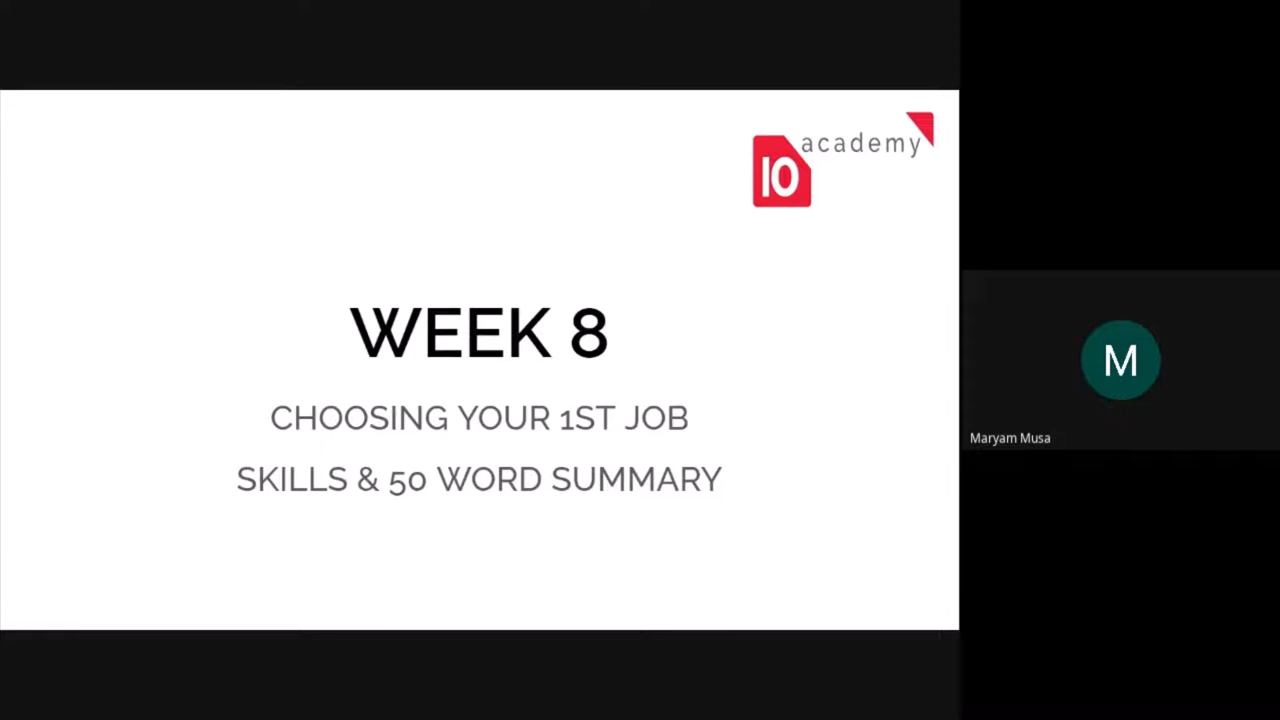 academy
10
WEEK 8
CHOOSING YOUR 1ST JOB
SKILLS & 50 WORD SUMMARY
M
Maryam Musa